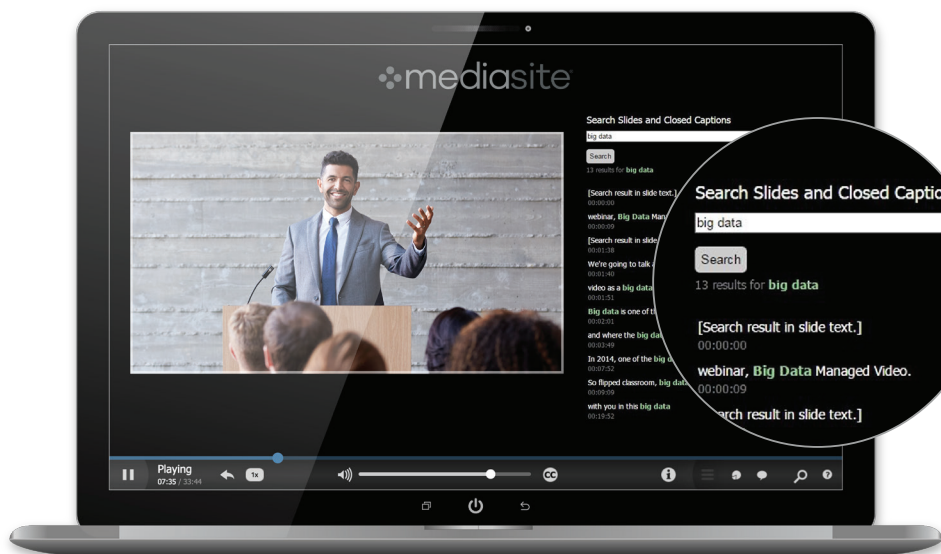 mediasite
Search Slides and Closed Captions
big data
Search
13 results for big data
[Search result in slide text.]
00:00:00
webinar, Big Data Man
00:00:09
[Search result in slide
00:01:38
We're going to talk
00:01:40
video as a big data
00:01:51
Big data is one of
00:02:01
and where the big da
00:03:49
In 2014, one of the big d
00:07:52
So flipped classroom, big data
00:09:09
with you in this big data
00:19:52
Search Slides and Closed Captio
big data
Search
13 results for big data
[Search result in slide text.]
00:00:00
webinar, Big Data Managed Video.
00:00:09
arch result in slide text.]
Playing
07:35 / 33:44
1x
CC
i
?